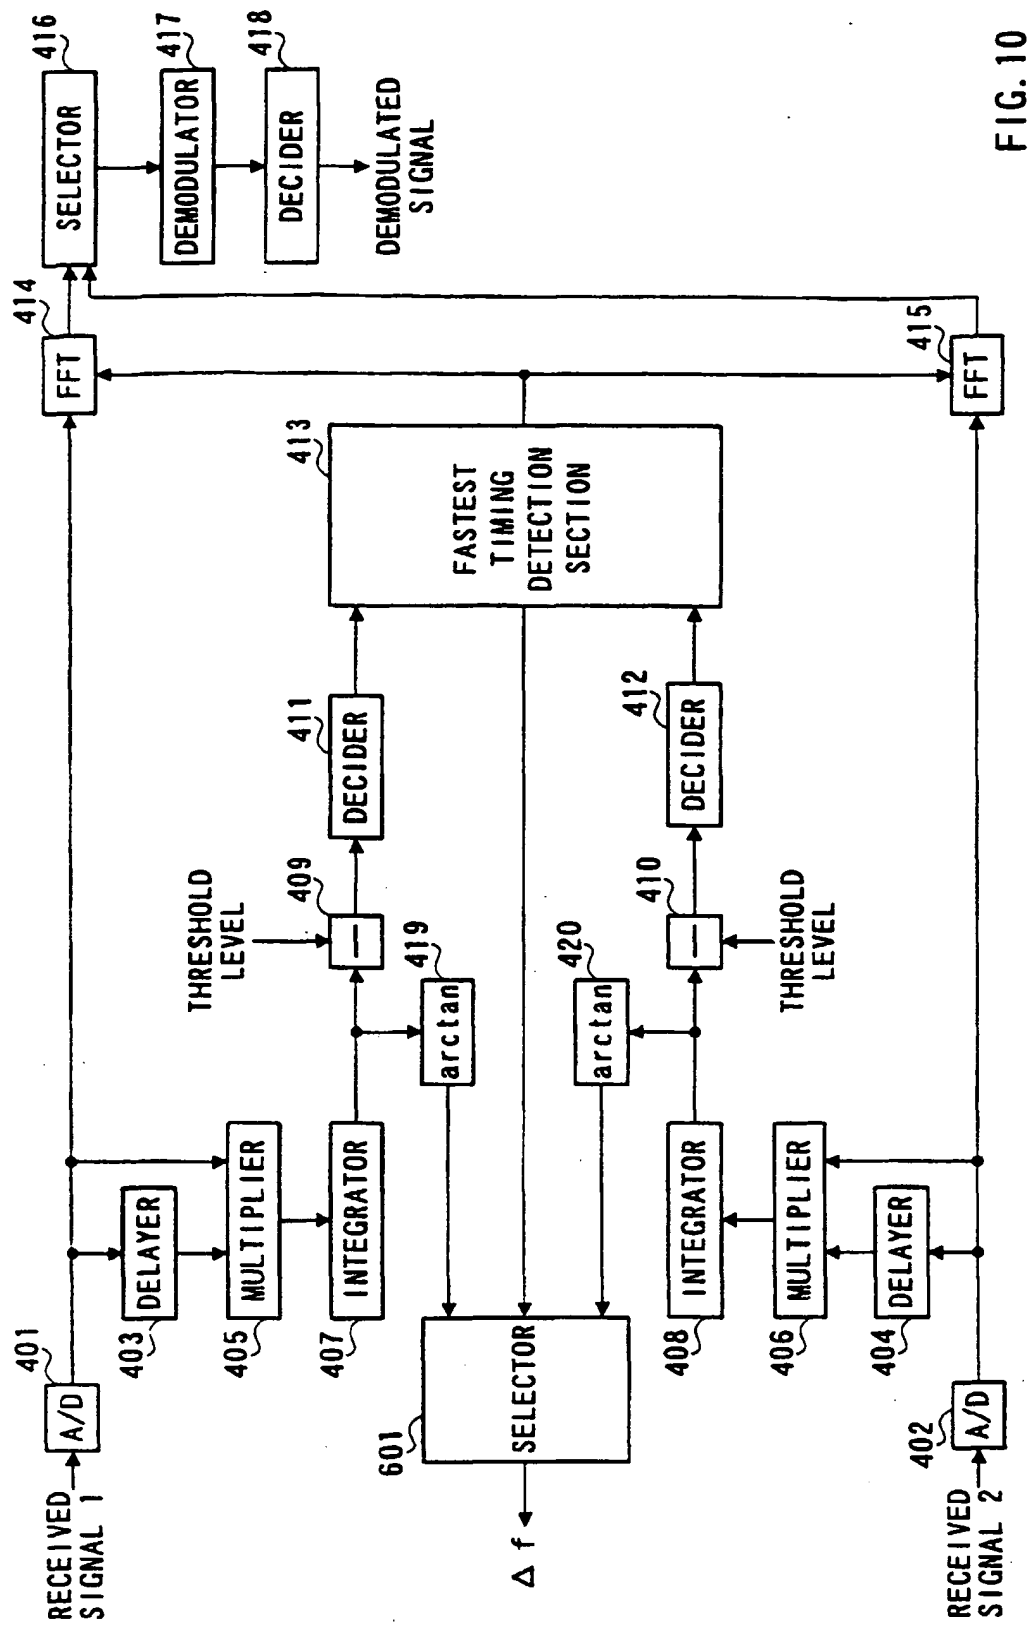 RECEIVED
SIGNAL 1
A/D
401
DELAYER
403
MULTIPLIER
405
INTEGRATOR
407
THRESHOLD
LEVEL
—
409
arctan
419
DECIDER
411
FASTEST
TIMING
DETECTION
SECTION
413
FFT
414
SELECTOR
416
DEMODULATOR
417
DECIDER
418
DEMODULATED
SIGNAL
Δ f
SELECTOR
601
arctan
420
INTEGRATOR
408
MULTIPLIER
406
DELAYER
404
—
410
THRESHOLD
LEVEL
DECIDER
412
FFT
415
RECEIVED
SIGNAL 2
A/D
402
FIG. 10